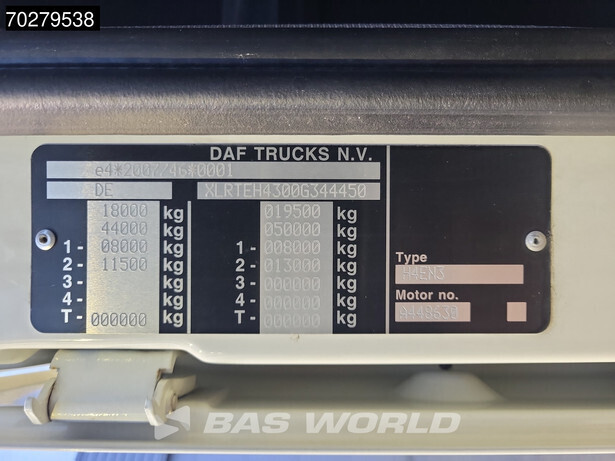 70279538
DAF TRUCKS N.V.
e4*2007/46*0001
DE XLRTEH4300G344450
18000 kg 019500 kg
44000 kg 050000 kg
1- 08000 kg 1- 008000 kg
2- 11500 kg 2- 013000 kg
3- kg 3- 000000 kg
4- kg 4- 000000 kg
T- 000000 kg T- 000000 kg
Type
H4EN3
Motor no.
A448538
BAS WORLD